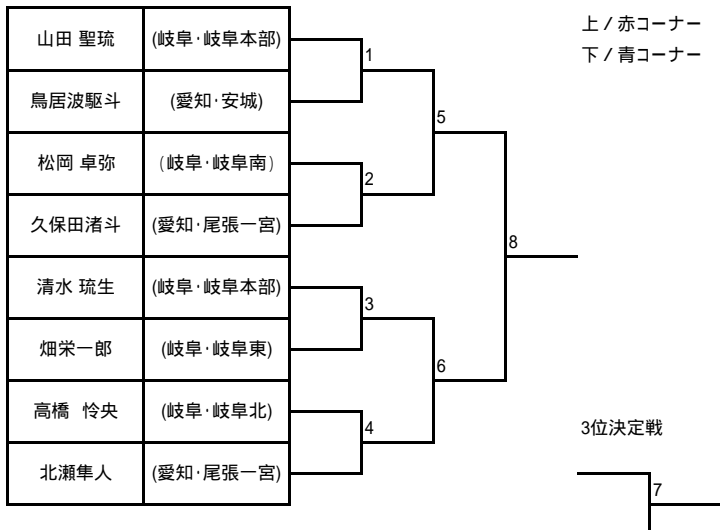 山田 聖琉 (岐阜・岐阜本部)
鳥居波駆斗 (愛知・安城)
松岡 卓弥 (岐阜・岐阜南)
久保田渚斗 (愛知・尾張一宮)
清水 琉生 (岐阜・岐阜本部)
畑栄一郎 (岐阜・岐阜東)
高橋 怜央 (岐阜・岐阜北)
北瀬隼人 (愛知・尾張一宮)
1
2
3
4
5
6
8
上 / 赤コーナー
下 / 青コーナー
3位決定戦
7